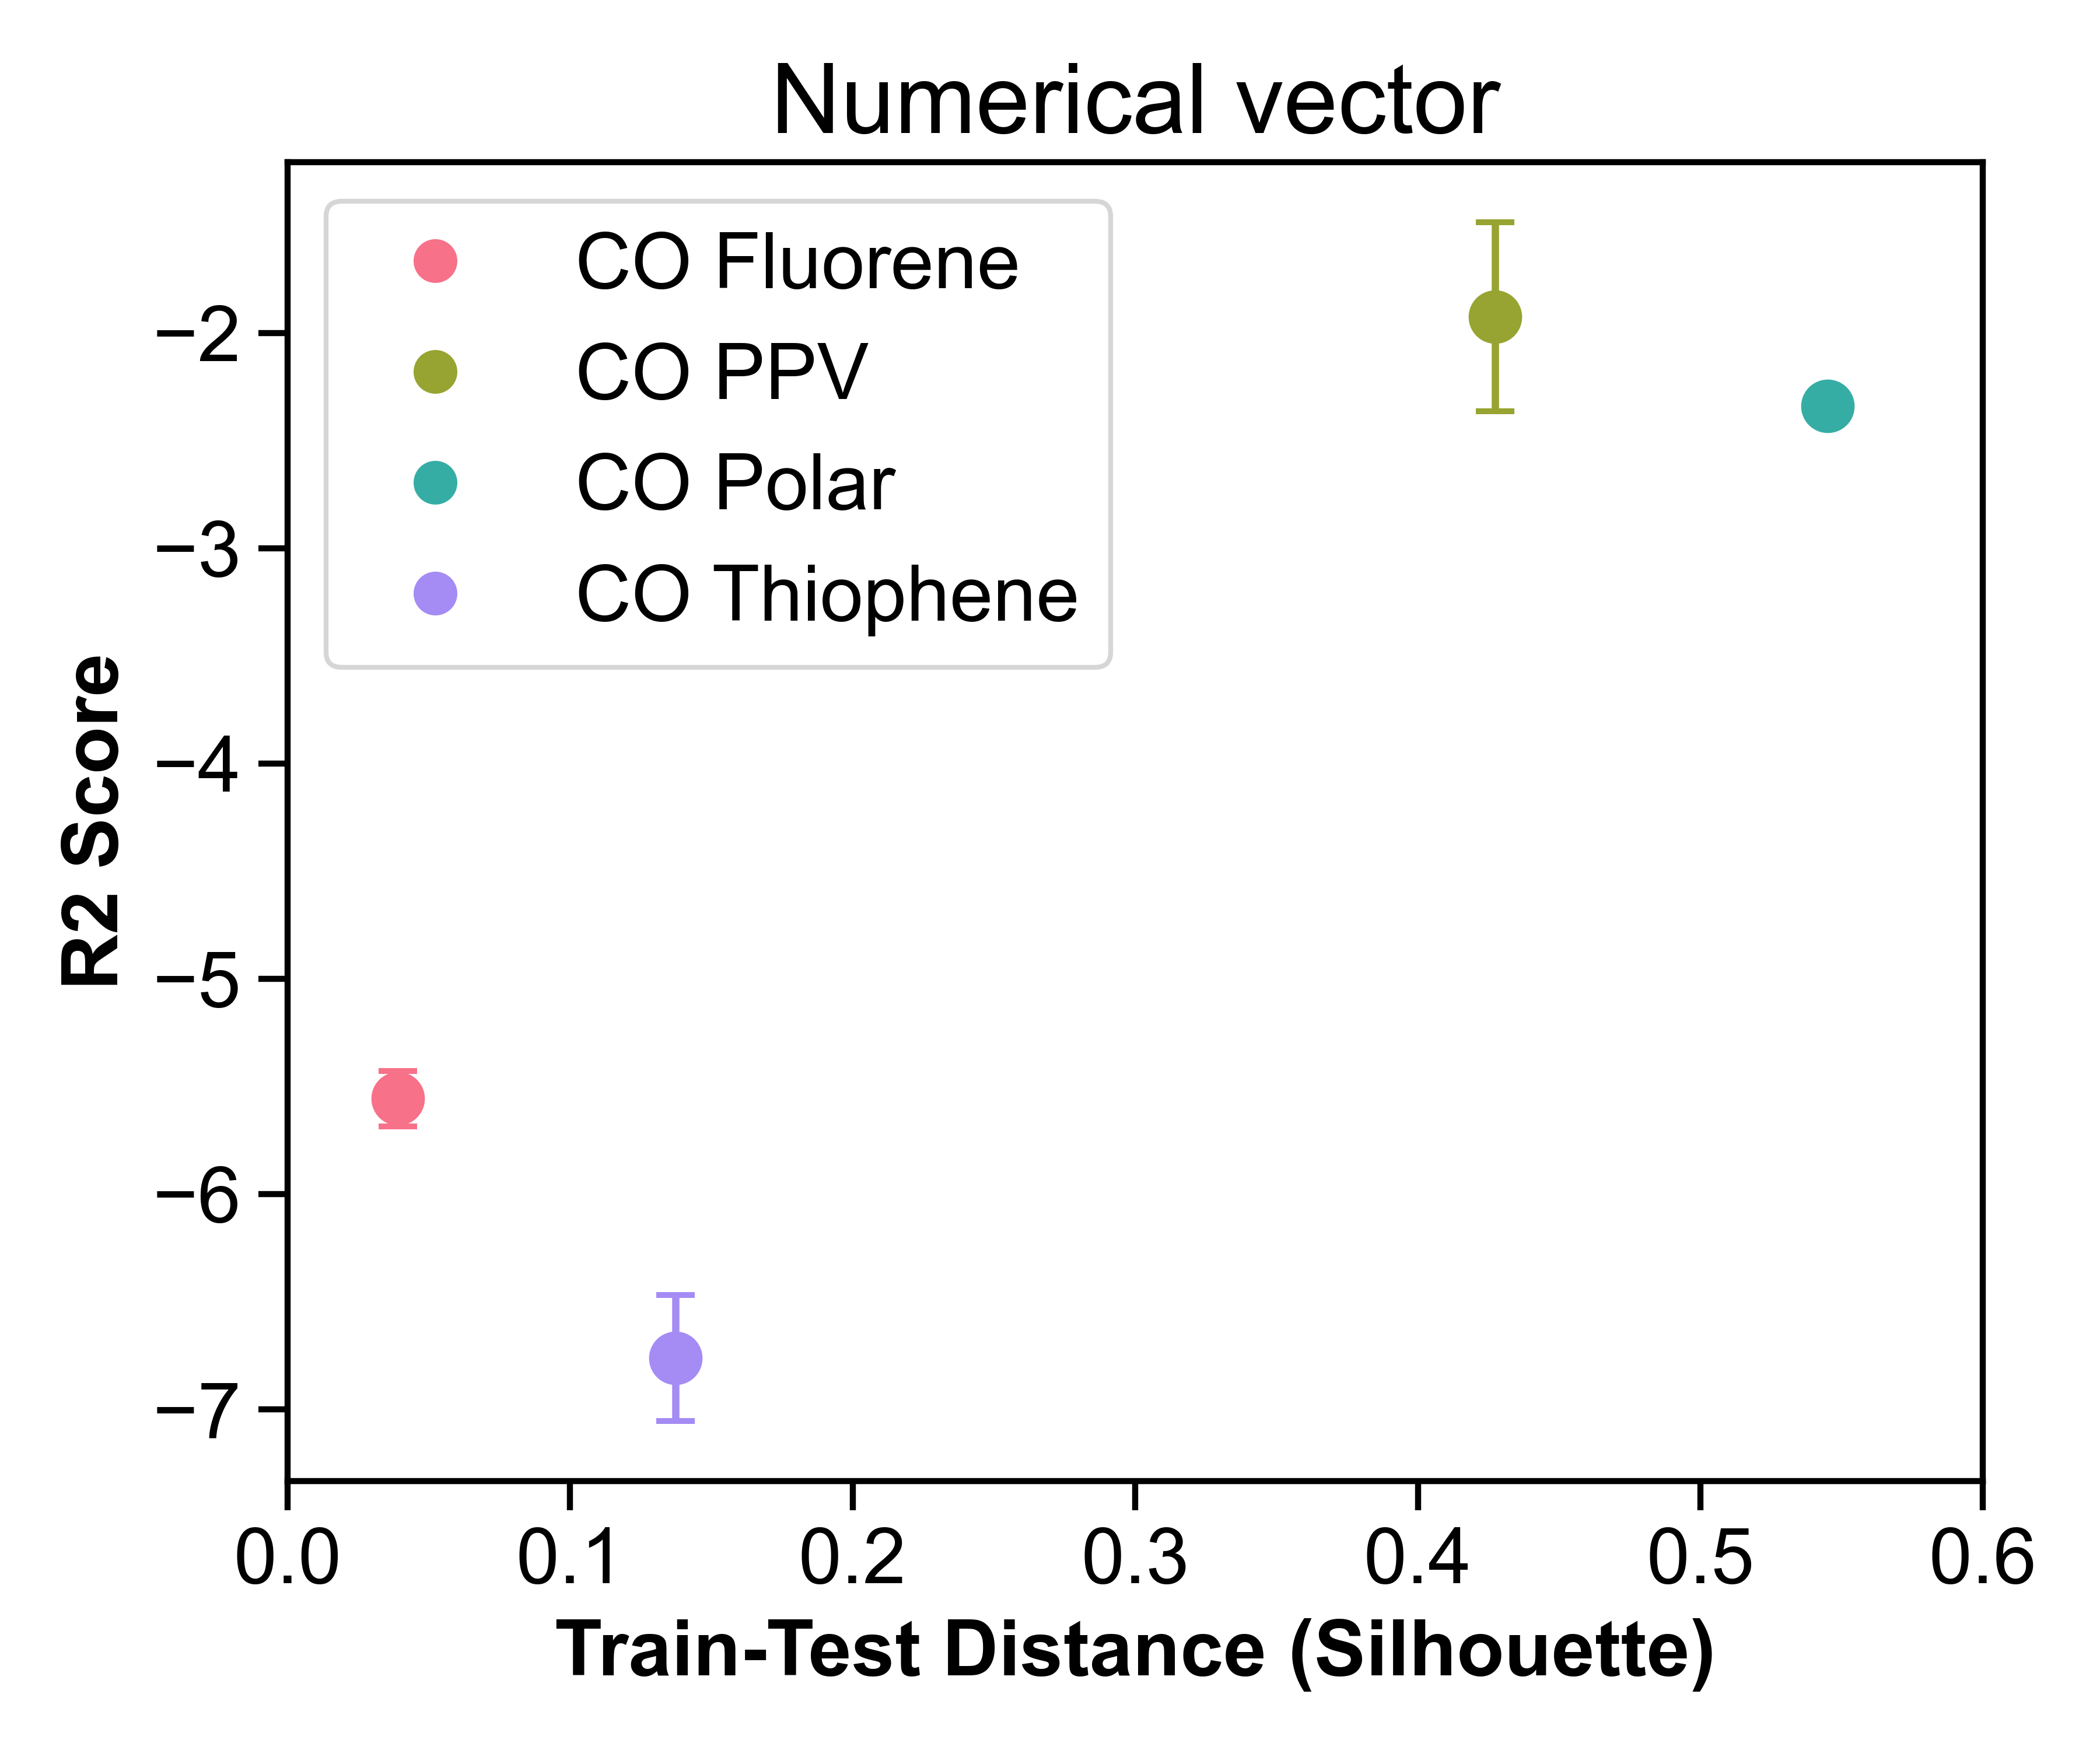 Numerical vector
CO Fluorene
CO PPV
CO Polar
CO Thiophene
R2 Score
−2
−3
−4
−5
−6
−7
0.0 0.1 0.2 0.3 0.4 0.5 0.6
Train-Test Distance (Silhouette)